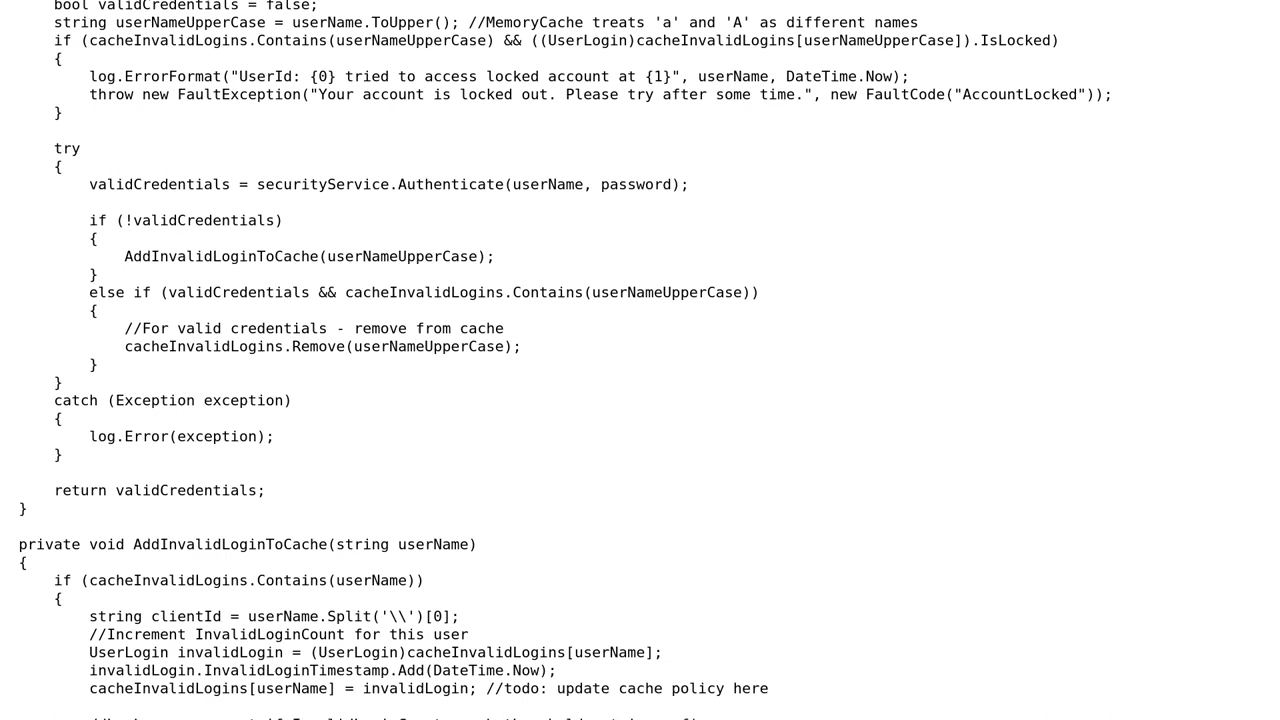 bool validCredentials = false;
string userNameUpperCase = userName.ToUpper(); //MemoryCache treats 'a' and 'A' as different names
if (cacheInvalidLogins.Contains(userNameUpperCase) && ((UserLogin)cacheInvalidLogins[userNameUpperCase]).IsLocked)
{
log.ErrorFormat("UserId: {0} tried to access locked account at {1}", userName, DateTime.Now);
throw new FaultException("Your account is locked out. Please try after some time.", new FaultCode("AccountLocked"));
}
try
{
validCredentials = securityService.Authenticate(userName, password);
if (!validCredentials)
{
AddInvalidLoginToCache(userNameUpperCase);
}
else if (validCredentials && cacheInvalidLogins.Contains(userNameUpperCase))
{
//For valid credentials - remove from cache
cacheInvalidLogins.Remove(userNameUpperCase);
}
}
catch (Exception exception)
{
log.Error(exception);
}
return validCredentials;
}
private void AddInvalidLoginToCache(string userName)
{
if (cacheInvalidLogins.Contains(userName))
{
string clientId = userName.Split('\\')[0];
//Increment InvalidLoginCount for this user
UserLogin invalidLogin = (UserLogin)cacheInvalidLogins[userName];
invalidLogin.InvalidLoginTimestamp.Add(DateTime.Now);
cacheInvalidLogins[userName] = invalidLogin; //todo: update cache policy here